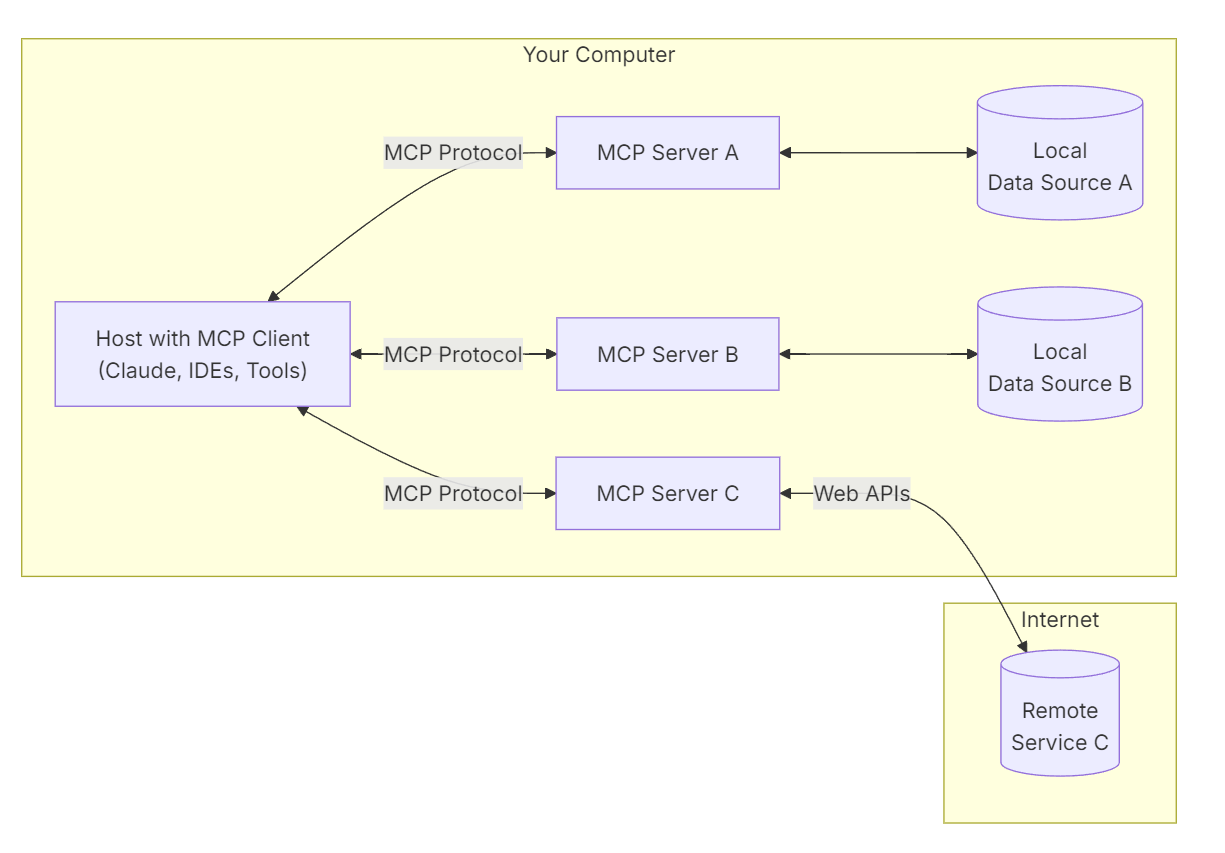 Your Computer
MCP Protocol
MCP Server A
Local
Data Source A
Host with MCP Client
(Claude, IDEs, Tools)
MCP Protocol
MCP Server B
Local
Data Source B
MCP Protocol
MCP Server C
Web APIs
Internet
Remote
Service C